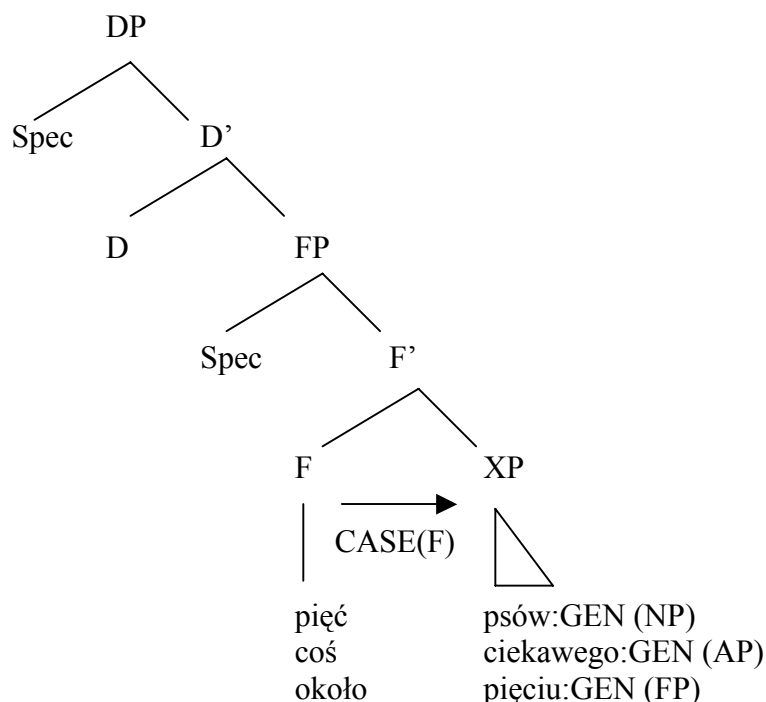 DP
Spec D’
D FP
Spec F’
F XP
CASE(F)
pięć psów:GEN (NP)
coś ciekawego:GEN (AP)
około pięciu:GEN (FP)